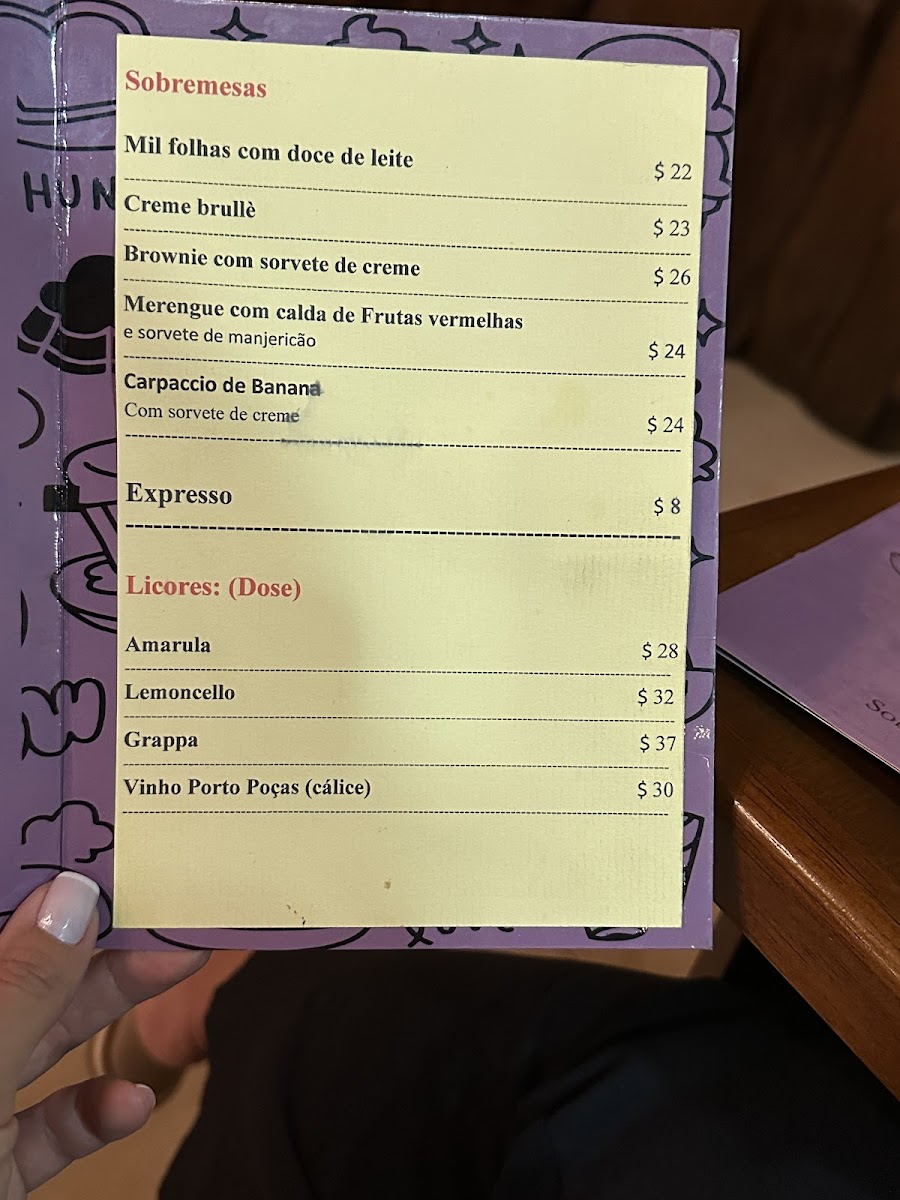 Sobremesas
Mil folhas com doce de leite $ 22
Creme brullè $ 23
Brownie com sorvete de creme $ 26
Merengue com calda de Frutas vermelhas
e sorvete de manjericão $ 24
Carpaccio de Banana
Com sorvete de creme $ 24
Expresso $ 8
Licores: (Dose)
Amarula $ 28
Lemoncello $ 32
Grappa $ 37
Vinho Porto Poças (cálice) $ 30
HUN